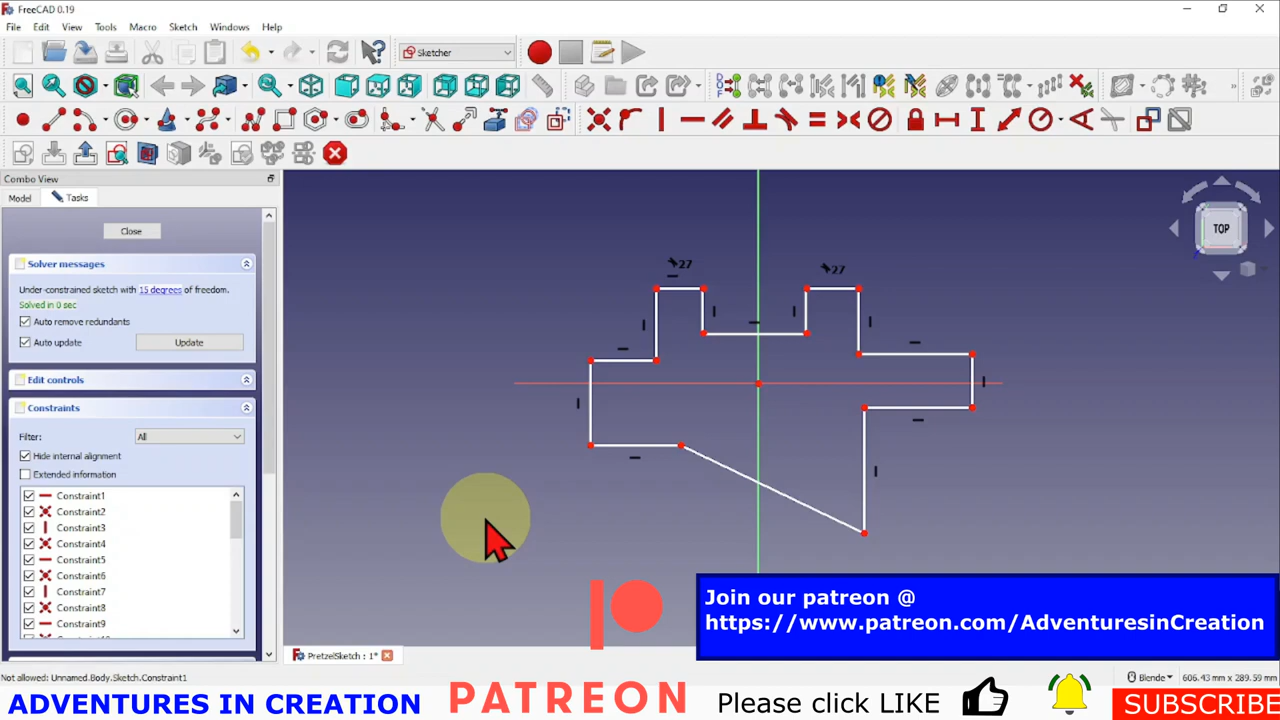 FreeCAD 0.19
File Edit View Tools Macro Sketch Windows Help
Sketcher
Combo View
Model Tasks
Close
Solver messages
Under-constrained sketch with 15 degrees of freedom.
Solved in 0 sec
Auto remove redundants
Auto update Update
Edit controls
Constraints
Filter: All
Hide internal alignment
Extended information
Constraint1
Constraint2
Constraint3
Constraint4
Constraint5
Constraint6
Constraint7
Constraint8
Constraint9
27
27
TOP
Join our patreon @
https://www.patreon.com/AdventuresinCreation
PretzelSketch : 1*
Not allowed: Unnamed.Body.Sketch.Constraint1
Blende
606.43 mm x 289.59 mm
ADVENTURES IN CREATION PATREON Please click LIKE SUBSCRIBE